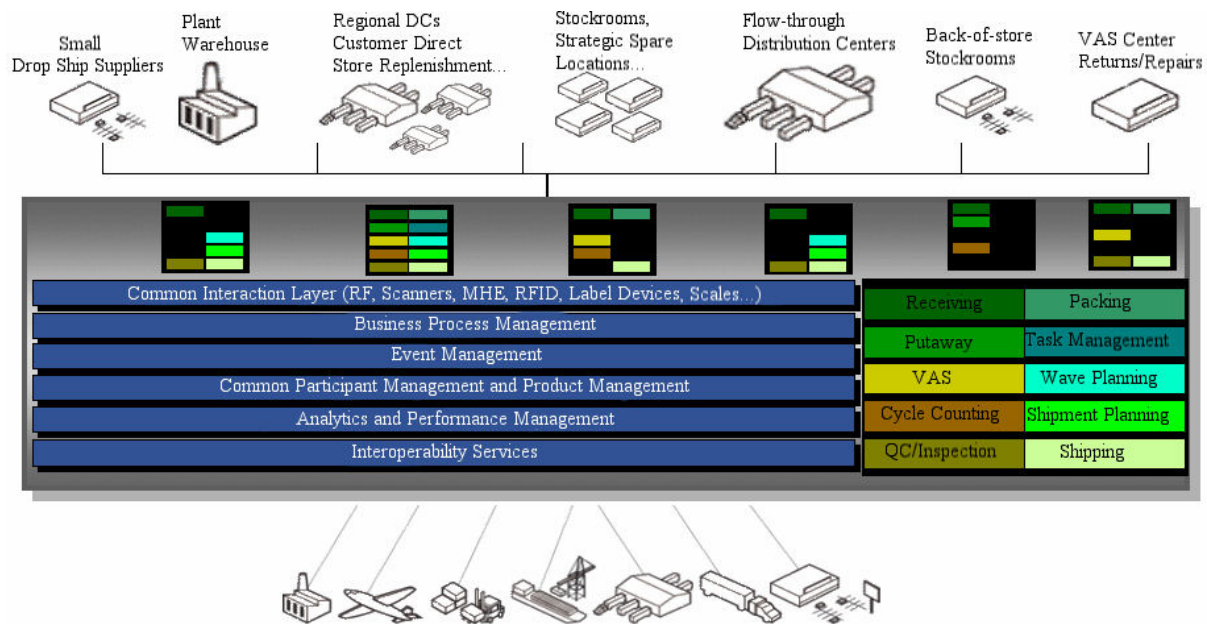 Small
Drop Ship Suppliers
Plant
Warehouse
Regional DCs
Customer Direct
Store Replenishment...
Stockrooms,
Strategic Spare
Locations...
Flow-through
Distribution Centers
Back-of-store
Stockrooms
VAS Center
Returns/Repairs
Common Interaction Layer (RF, Scanners, MHE, RFID, Label Devices, Scales...)
Business Process Management
Event Management
Common Participant Management and Product Management
Analytics and Performance Management
Interoperability Services
Receiving
Packing
Putaway
Task Management
VAS
Wave Planning
Cycle Counting
Shipment Planning
QC/Inspection
Shipping